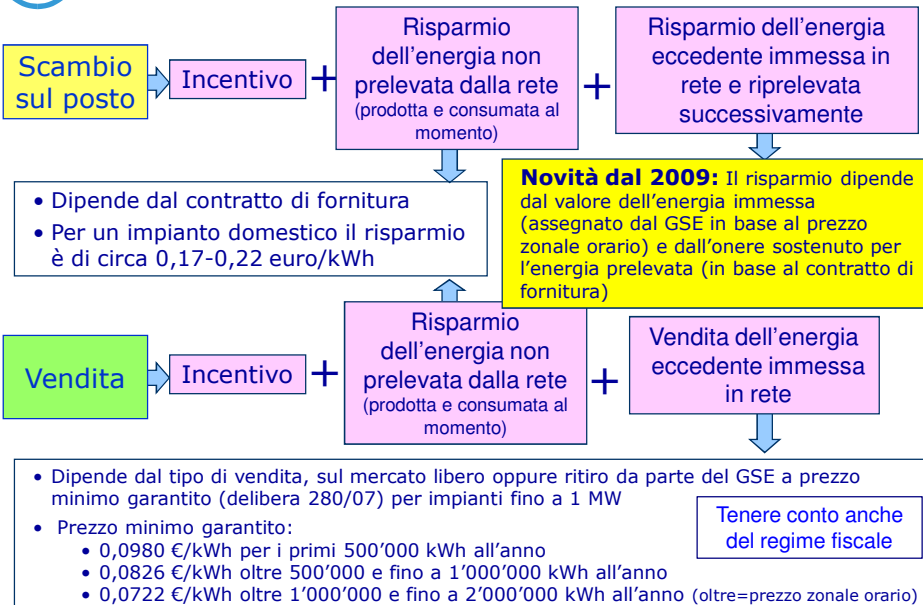 Scambio
sul posto
Incentivo
+
Risparmio
dell'energia non
prelevata dalla rete
(prodotta e consumata al
momento)
+
Risparmio dell'energia
eccedente immessa in
rete e riprelevata
successivamente
• Dipende dal contratto di fornitura
• Per un impianto domestico il risparmio
è di circa 0,17-0,22 euro/kWh
Novità dal 2009: Il risparmio dipende
dal valore dell'energia immessa
(assegnato dal GSE in base al prezzo
zonale orario) e dall'onere sostenuto per
l'energia prelevata (in base al contratto di
fornitura)
Vendita
Incentivo
+
Risparmio
dell'energia non
prelevata dalla rete
(prodotta e consumata al
momento)
+
Vendita dell'energia
eccedente immessa
in rete
• Dipende dal tipo di vendita, sul mercato libero oppure ritiro da parte del GSE a prezzo
minimo garantito (delibera 280/07) per impianti fino a 1 MW
• Prezzo minimo garantito:
• 0,0980 €/kWh per i primi 500'000 kWh all'anno
• 0,0826 €/kWh oltre 500'000 e fino a 1'000'000 kWh all'anno
• 0,0722 €/kWh oltre 1'000'000 e fino a 2'000'000 kWh all'anno (oltre=prezzo zonale orario)
Tenere conto anche
del regime fiscale